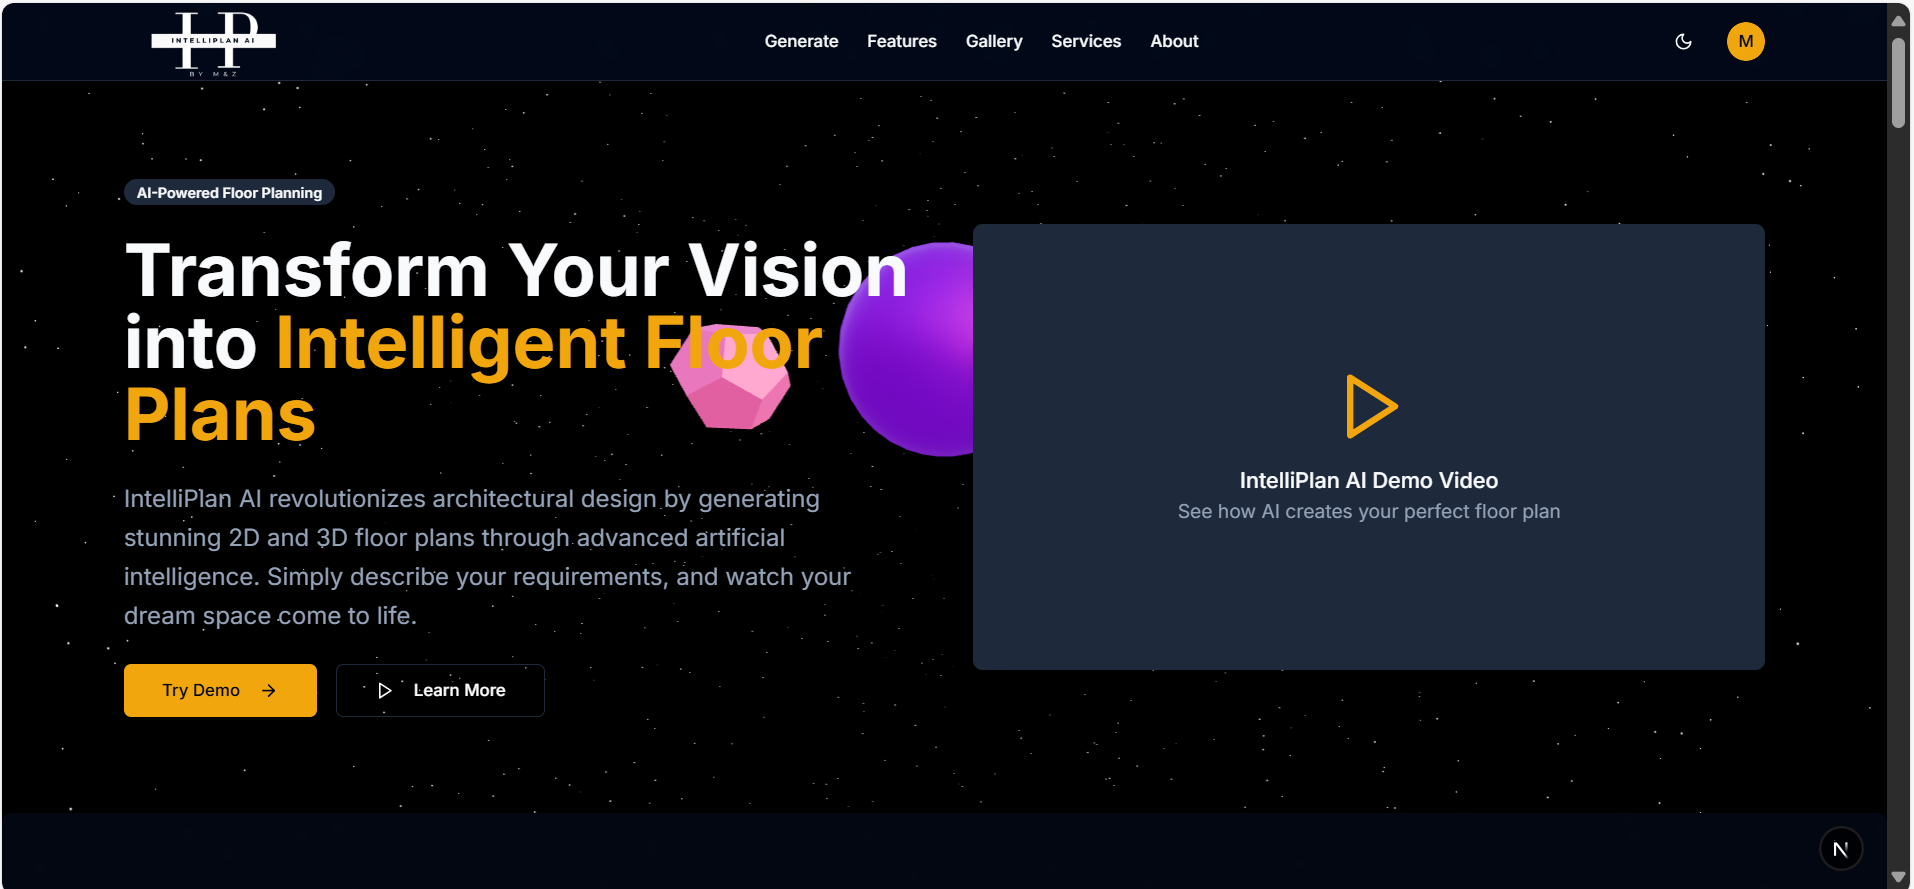 IP
INTELLIPLAN AI
BY M&Z
Generate Features Gallery Services About
M
AI-Powered Floor Planning
Transform Your Vision
into Intelligent Floor
Plans
IntelliPlan AI revolutionizes architectural design by generating
stunning 2D and 3D floor plans through advanced artificial
intelligence. Simply describe your requirements, and watch your
dream space come to life.
Try Demo
Learn More
IntelliPlan AI Demo Video
See how AI creates your perfect floor plan
N